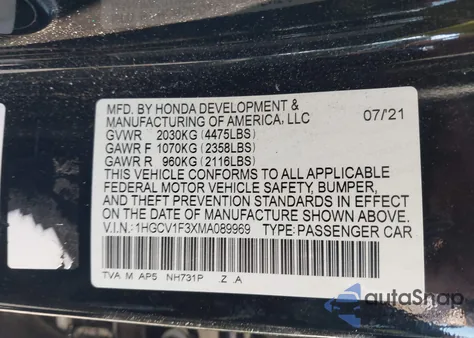 MFD. BY HONDA DEVELOPMENT &
MANUFACTURING OF AMERICA, LLC 07/21
GVWR 2030KG (4475LBS)
GAWR F 1070KG (2358LBS)
GAWR R 960KG (2116LBS)
THIS VEHICLE CONFORMS TO ALL APPLICABLE
FEDERAL MOTOR VEHICLE SAFETY, BUMPER,
AND THEFT PREVENTION STANDARDS IN EFFECT
ON THE DATE OF MANUFACTURE SHOWN ABOVE.
V.I.N.: 1HGCV1F3XMA089969 TYPE: PASSENGER CAR
TVA M AP5 NH731P .Z .A
autoSnap